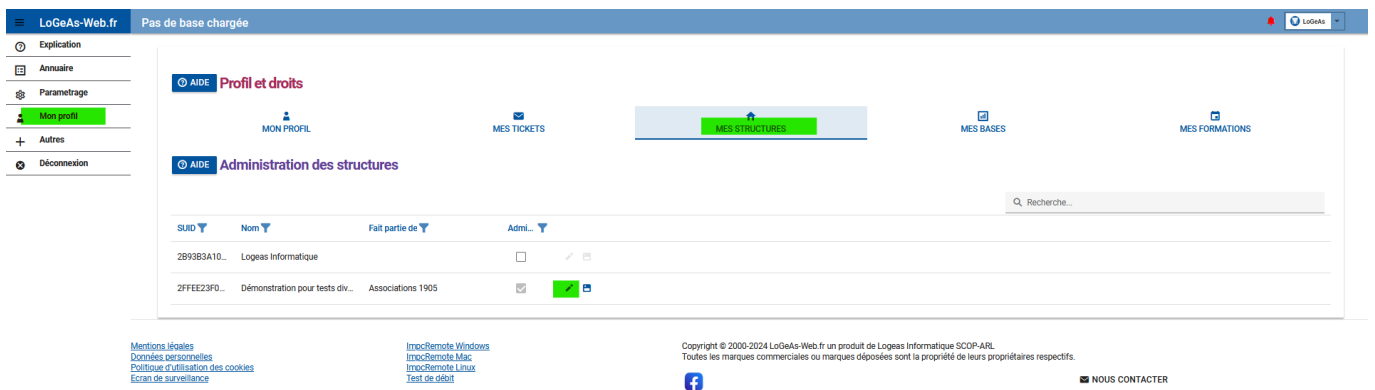 LoGeAs-Web.fr Pas de base chargée LoGeAs
Explication
Annuaire
Parametrage
Mon profil
Autres
Déconnexion
AIDE Profil et droits
MON PROFIL MES TICKETS MES STRUCTURES MES BASES MES FORMATIONS
AIDE Administration des structures
Recherche...
SUID Nom Fait partie de Admi...
2B93B3A10... Logeas Informatique
2FFEE23F0... Démonstration pour tests div... Associations 1905
Mentions légales
Données personnelles
Politique d'utilisation des cookies
Ecran de surveillance
ImpcRemote Windows
ImpcRemote Mac
ImpcRemote Linux
Test de débit
Copyright © 2000-2024 LoGeAs-Web.fr un produit de Logeas Informatique SCOP-ARL
Toutes les marques commerciales ou marques déposées sont la propriété de leurs propriétaires respectifs.
NOUS CONTACTER